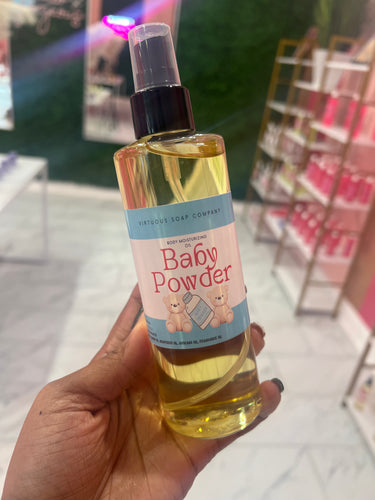 VIRTUOUS SOAP COMPANY
BODY MOISTURIZING
OIL
Baby
Powder